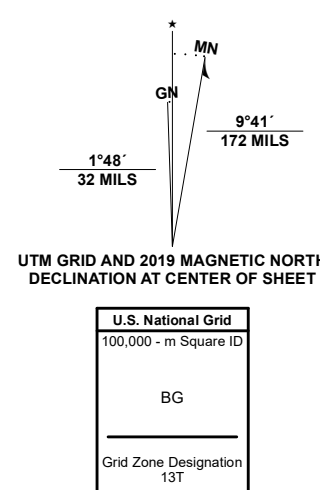 ★
MN
GN
9°41´
172 MILS
1°48´
32 MILS
UTM GRID AND 2019 MAGNETIC NORTH
DECLINATION AT CENTER OF SHEET
U.S. National Grid
100,000 - m Square ID
BG
Grid Zone Designation
13T